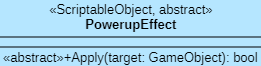 «ScriptableObject, abstract»
PowerupEffect
«abstract»+Apply(target: GameObject): bool